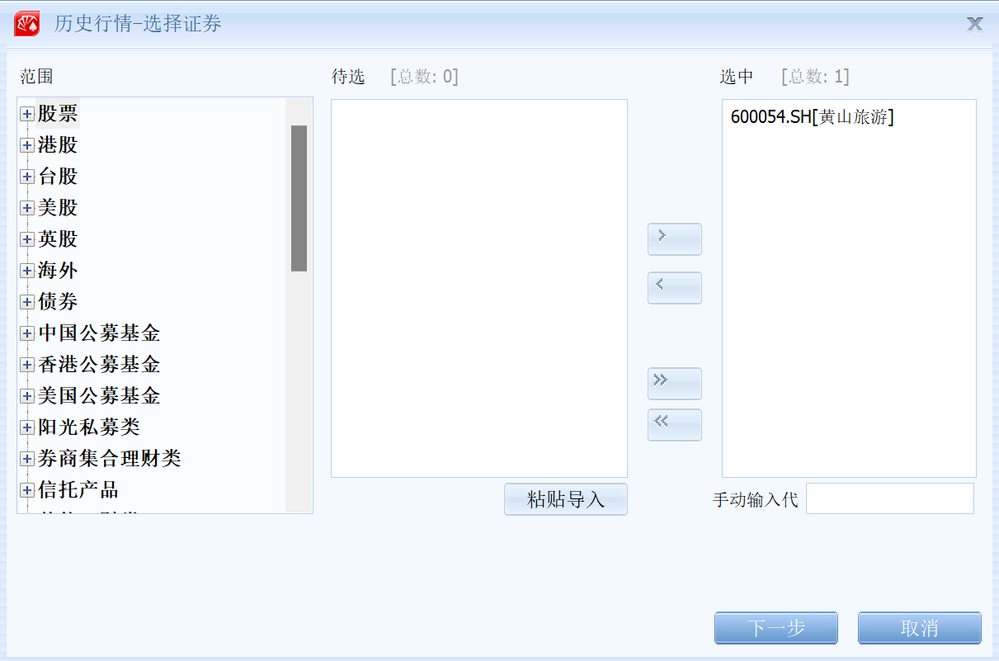 历史行情-选择证券
范围
待选 [总数: 0]
选中 [总数: 1]
股票
港股
台股
美股
英股
海外
债券
中国公募基金
香港公募基金
美国公募基金
阳光私募类
券商集合理财类
信托产品
600054.SH[黄山旅游]
>
<
>>
<<
粘贴导入
手动输入代
下一步
取消